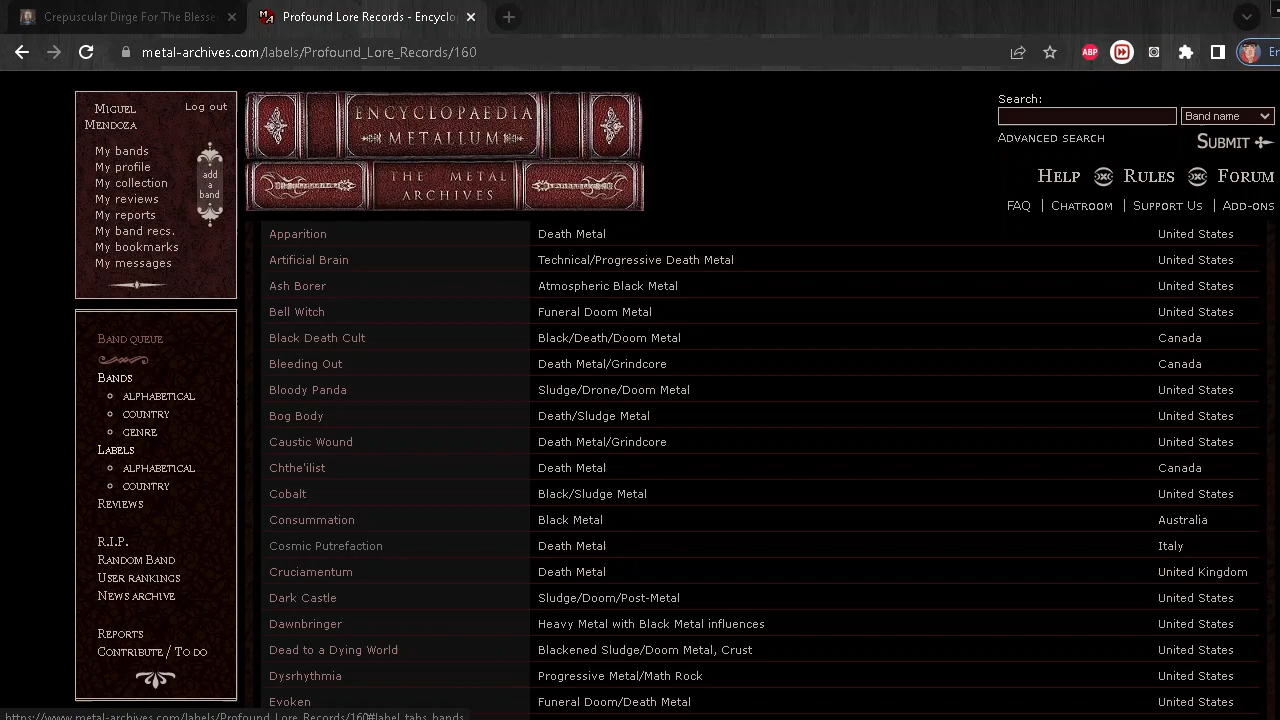 Crepuscular Dirge For The Blesse
Profound Lore Records - Encyclo
metal-archives.com/labels/Profound_Lore_Records/160
ABP
En
Miguel Mendoza
Log out
My bands
My profile
My collection
My reviews
My reports
My band recs.
My bookmarks
My messages
add
a
band
ENCYCLOPAEDIA
METALLUM
THE METAL
ARCHIVES
Search:
Band name
Advanced search
Submit
Help
Rules
Forum
FAQ | Chatroom | Support Us | Add-ons
Band queue
Bands
alphabetical
country
genre
Labels
alphabetical
country
Reviews
R.I.P.
Random Band
User rankings
News archive
Reports
Contribute / To do
Apparition Death Metal United States
Artificial Brain Technical/Progressive Death Metal United States
Ash Borer Atmospheric Black Metal United States
Bell Witch Funeral Doom Metal United States
Black Death Cult Black/Death/Doom Metal Canada
Bleeding Out Death Metal/Grindcore Canada
Bloody Panda Sludge/Drone/Doom Metal United States
Bog Body Death/Sludge Metal United States
Caustic Wound Death Metal/Grindcore United States
Chthe'ilist Death Metal Canada
Cobalt Black/Sludge Metal United States
Consummation Black Metal Australia
Cosmic Putrefaction Death Metal Italy
Cruciamentum Death Metal United Kingdom
Dark Castle Sludge/Doom/Post-Metal United States
Dawnbringer Heavy Metal with Black Metal influences United States
Dead to a Dying World Blackened Sludge/Doom Metal, Crust United States
Dysrhythmia Progressive Metal/Math Rock United States
Evoken Funeral Doom/Death Metal United States
https://www.metal-archives.com/labels/Profound_Lore_Records/160#label_tabs_bands